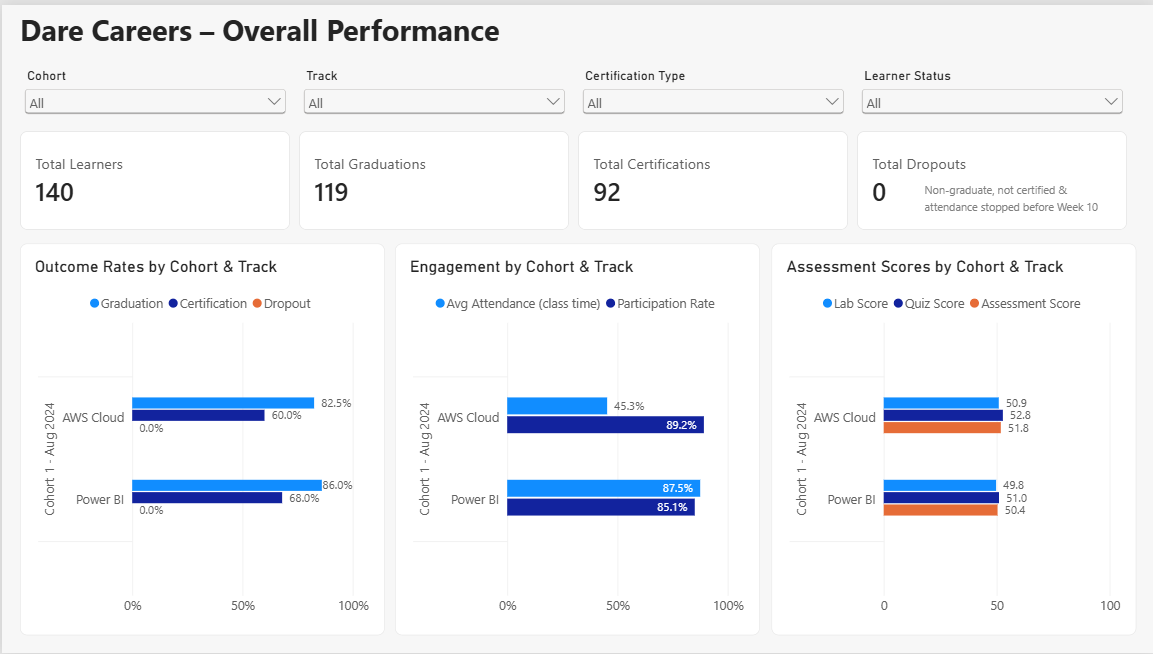 Dare Careers – Overall Performance
Cohort
Track
Certification Type
Learner Status
All
All
All
All
Total Learners
140
Total Graduations
119
Total Certifications
92
Total Dropouts
0
Non-graduate, not certified &
attendance stopped before Week 10
Outcome Rates by Cohort & Track
Graduation Certification Dropout
Cohort 1 - Aug 2024
AWS Cloud
82.5%
60.0%
0.0%
Power BI
86.0%
68.0%
0.0%
0% 50% 100%
Engagement by Cohort & Track
Avg Attendance (class time) Participation Rate
Cohort 1 - Aug 2024
AWS Cloud
45.3%
89.2%
Power BI
87.5%
85.1%
0% 50% 100%
Assessment Scores by Cohort & Track
Lab Score Quiz Score Assessment Score
Cohort 1 - Aug 2024
AWS Cloud
50.9
52.8
51.8
Power BI
49.8
51.0
50.4
0 50 100